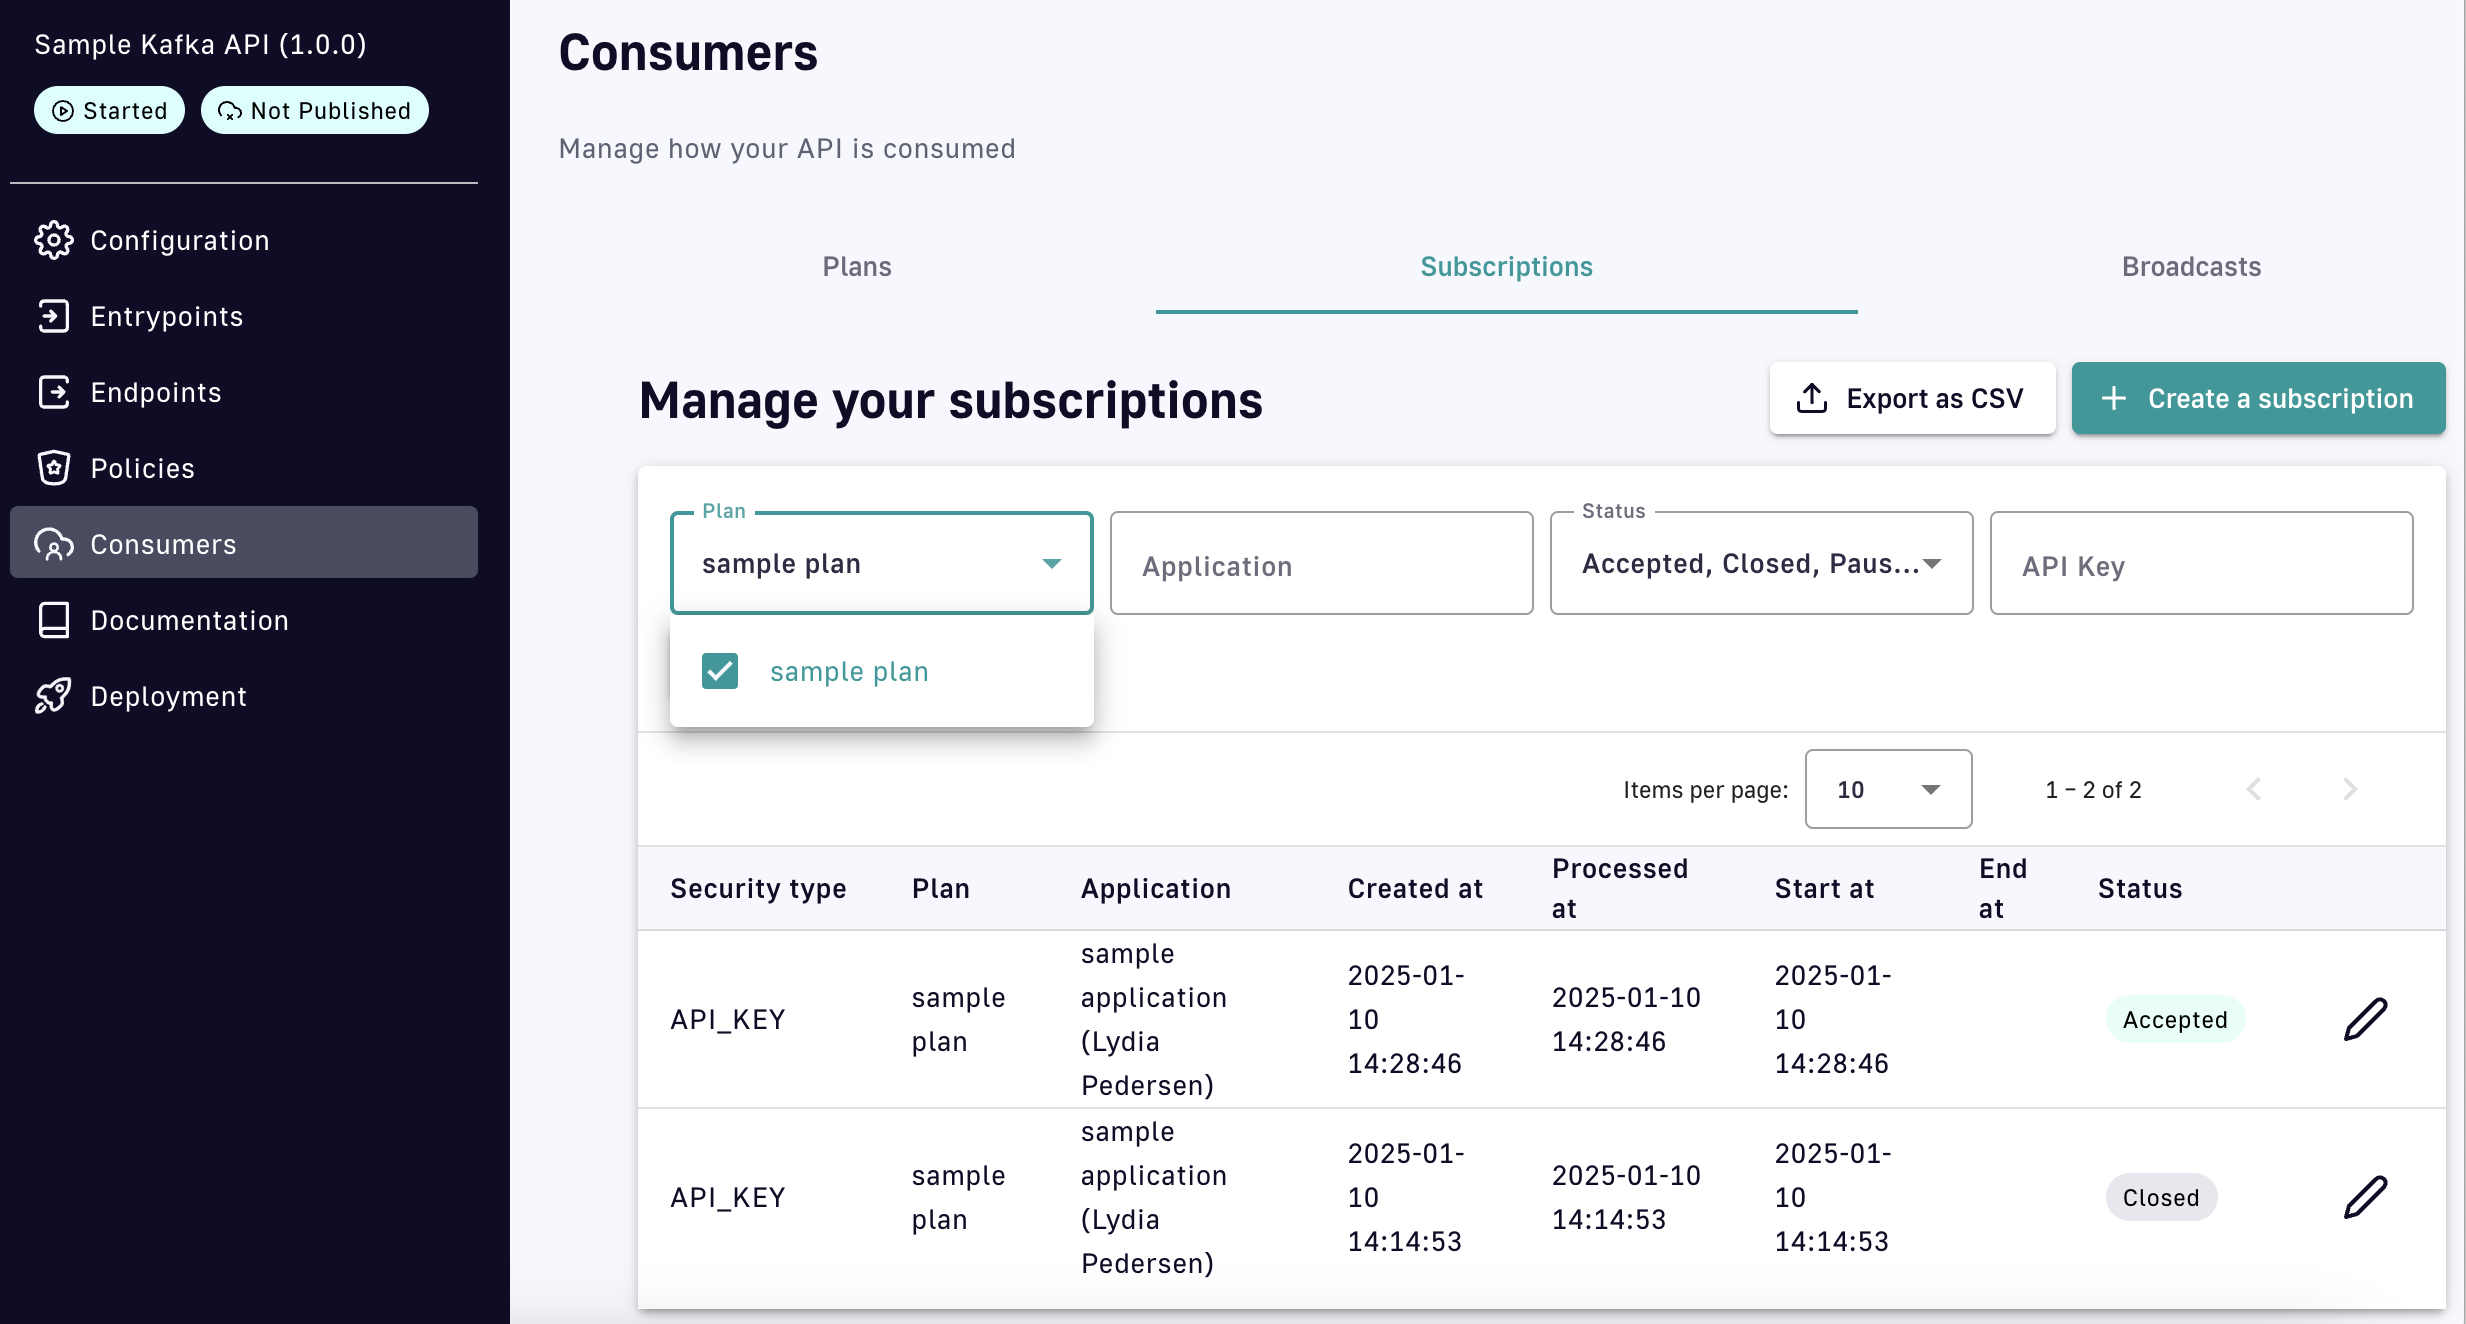 Sample Kafka API (1.0.0)
Started
Not Published
Configuration
Entrypoints
Endpoints
Policies
Consumers
Documentation
Deployment
Consumers
Manage how your API is consumed
Plans
Subscriptions
Broadcasts
Manage your subscriptions
Export as CSV
Create a subscription
Plan
sample plan
Application
Status
Accepted, Closed, Paus...
API Key
sample plan
Items per page:
10
1 – 2 of 2
Security type
Plan
Application
Created at
Processed
at
Start at
End
at
Status
API_KEY
sample
plan
sample
application
(Lydia
Pedersen)
2025-01-
10
14:28:46
2025-01-10
14:28:46
2025-01-
10
14:28:46
Accepted
API_KEY
sample
plan
sample
application
(Lydia
Pedersen)
2025-01-
10
14:14:53
2025-01-10
14:14:53
2025-01-
10
14:14:53
Closed